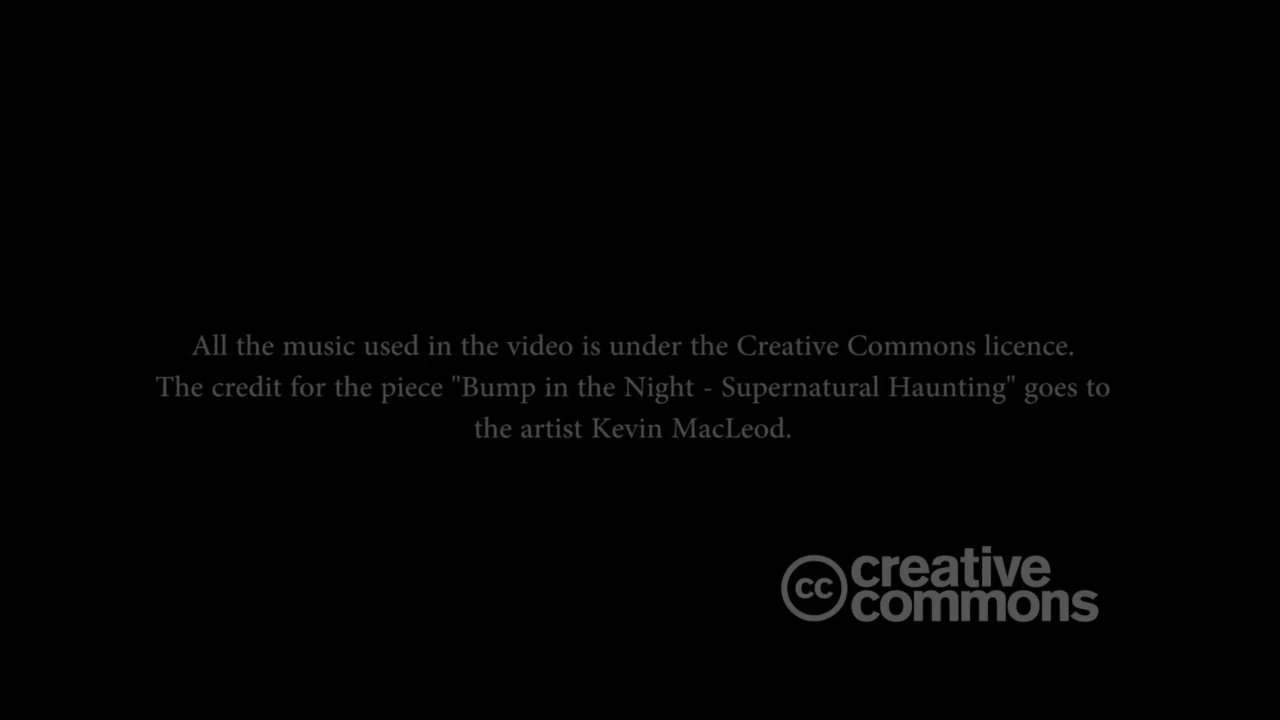 All the music used in the video is under the Creative Commons licence.
The credit for the piece "Bump in the Night - Supernatural Haunting" goes to
the artist Kevin MacLeod.
cc creative
commons